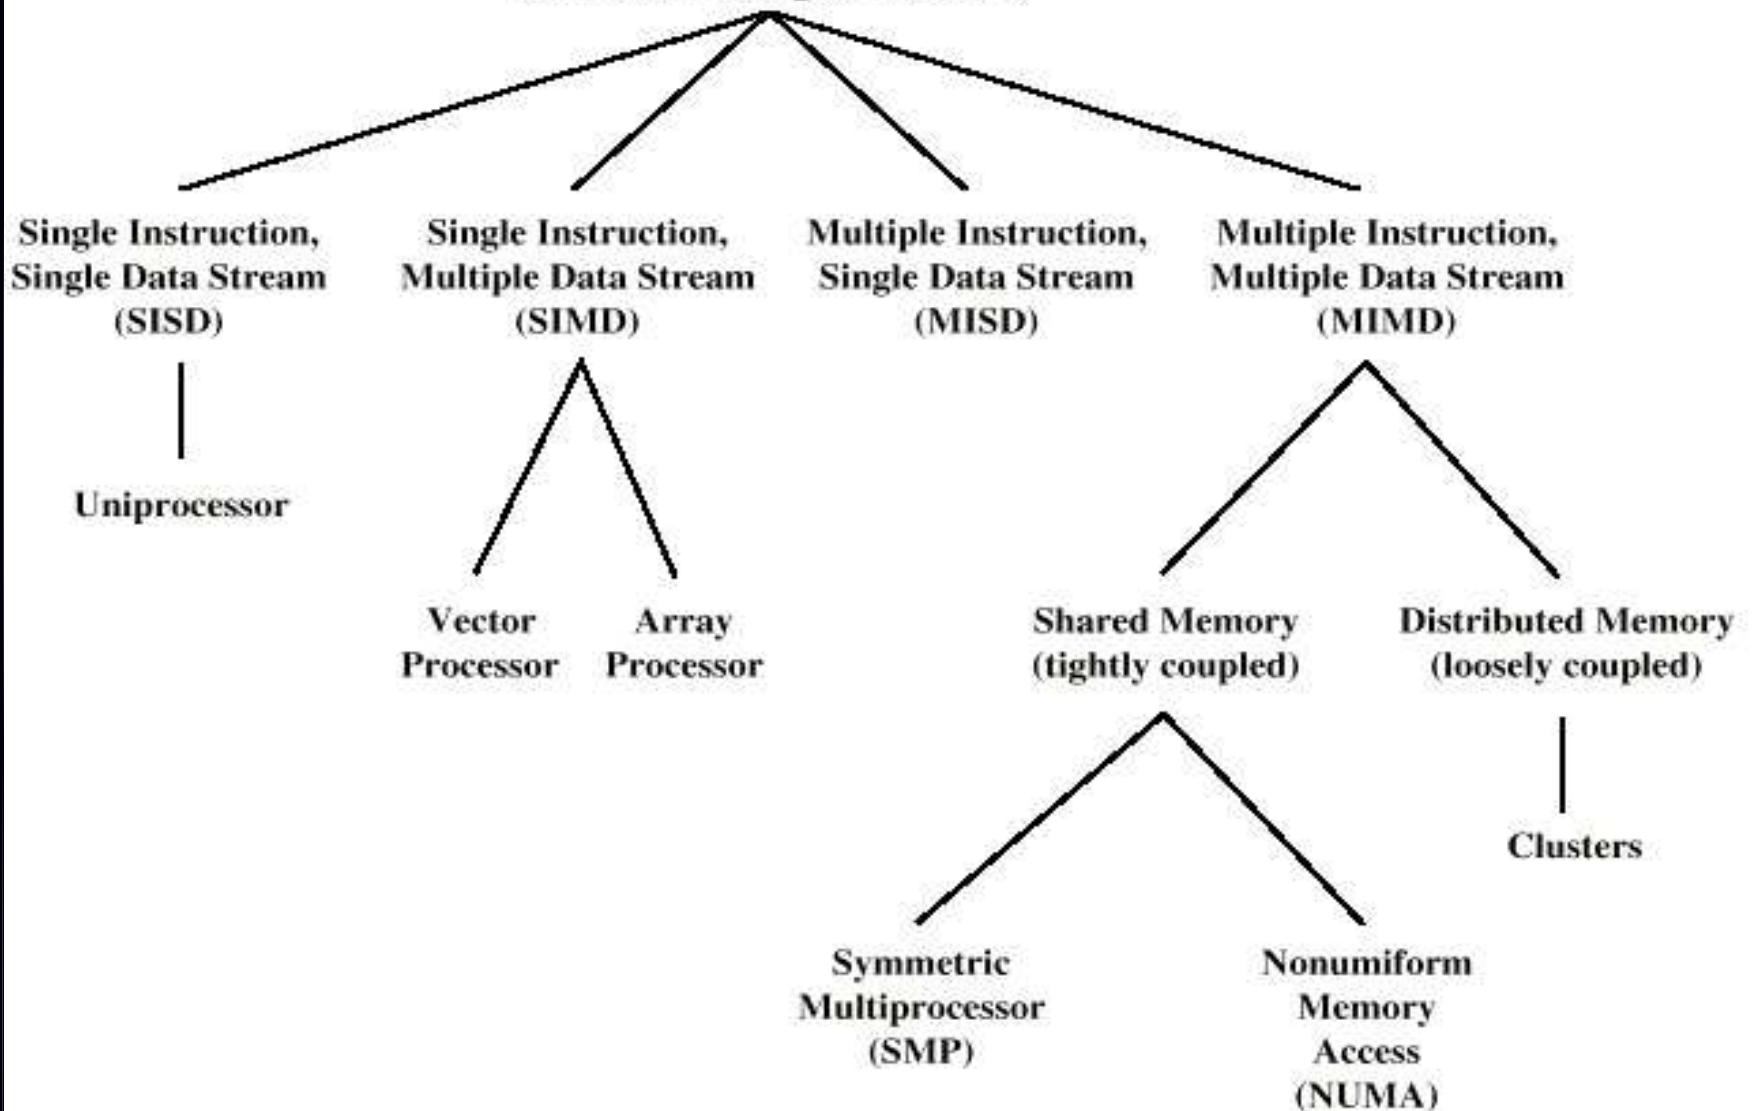 Single Instruction,
Single Data Stream
(SISD)
Single Instruction,
Multiple Data Stream
(SIMD)
Multiple Instruction,
Single Data Stream
(MISD)
Multiple Instruction,
Multiple Data Stream
(MIMD)
Uniprocessor
Vector
Processor
Array
Processor
Shared Memory
(tightly coupled)
Distributed Memory
(loosely coupled)
Clusters
Symmetric
Multiprocessor
(SMP)
Nonumiform
Memory
Access
(NUMA)